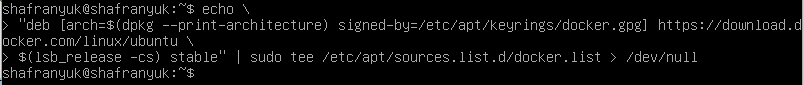 shafranyuk@shafranyuk:~$ echo \
> "deb [arch=$(dpkg --print-architecture) signed-by=/etc/apt/keyrings/docker.gpg] https://download.d
ocker.com/linux/ubuntu \
> $(lsb_release -cs) stable" | sudo tee /etc/apt/sources.list.d/docker.list > /dev/null
shafranyuk@shafranyuk:~$